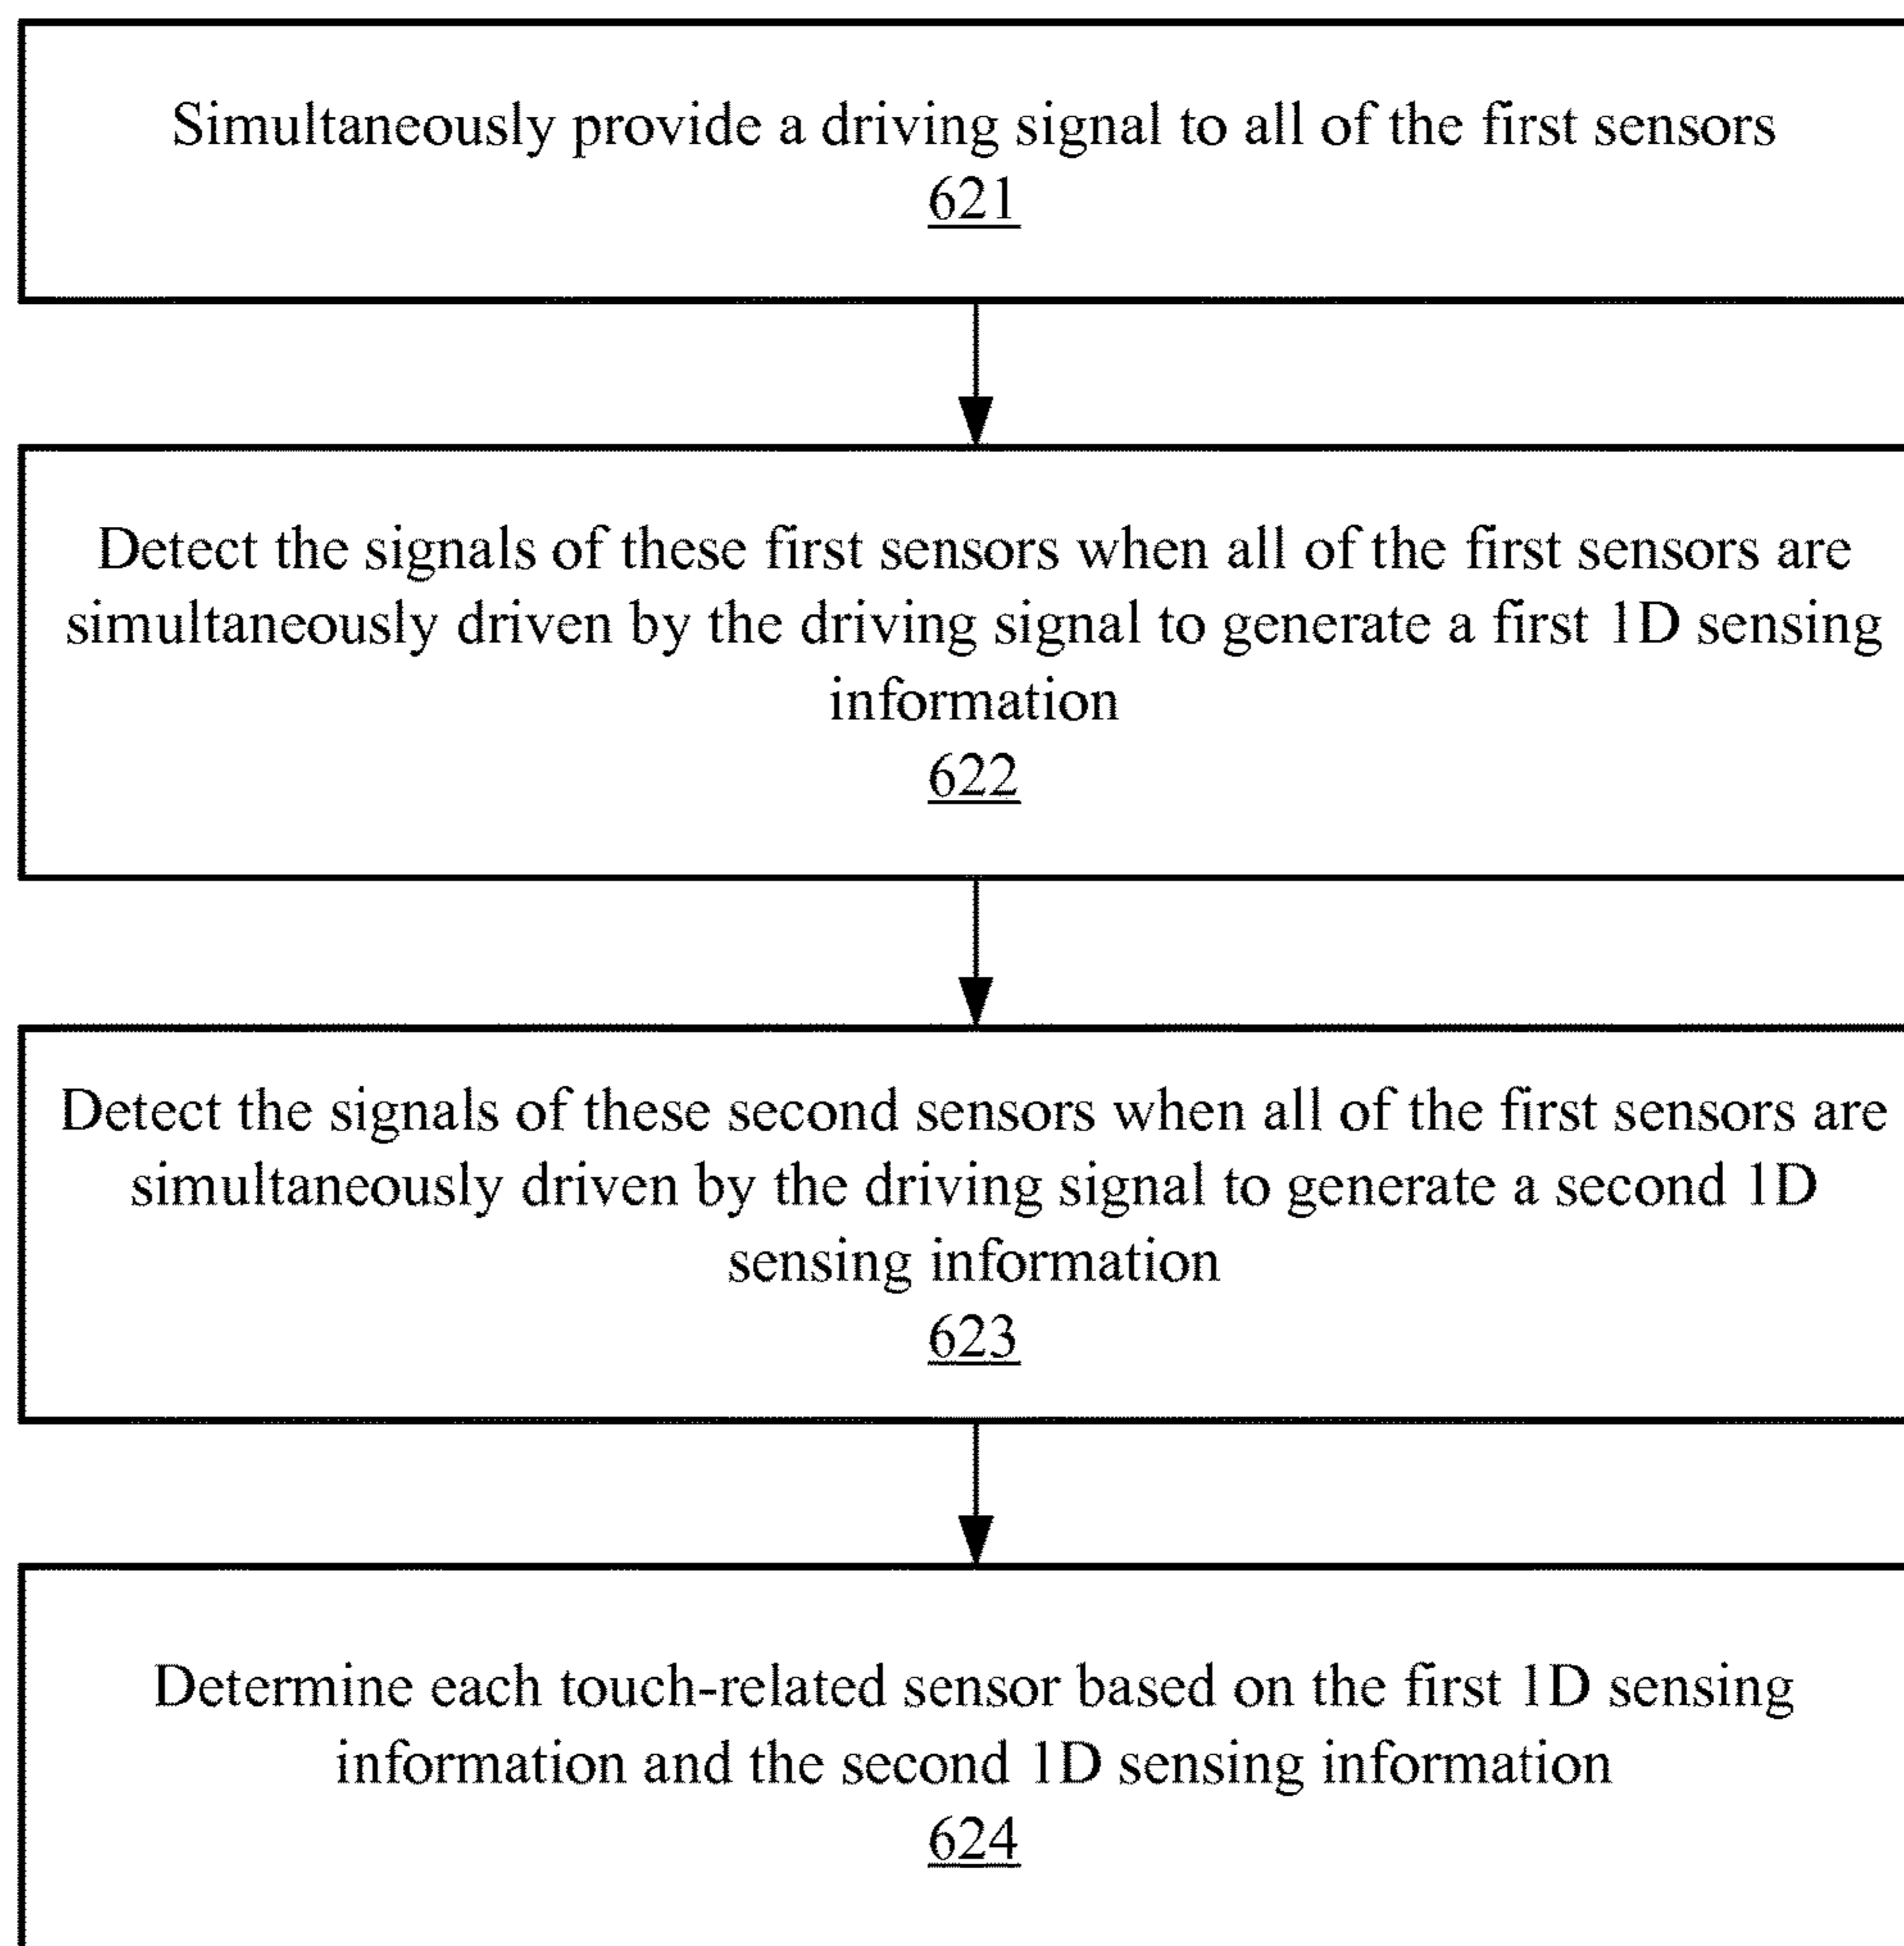 Simultaneously provide a driving signal to all of the first sensors
621
Detect the signals of these first sensors when all of the first sensors are
simultaneously driven by the driving signal to generate a first 1D sensing
information
622
Detect the signals of these second sensors when all of the first sensors are
simultaneously driven by the driving signal to generate a second 1D
sensing information
623
Determine each touch-related sensor based on the first 1D sensing
information and the second 1D sensing information
624